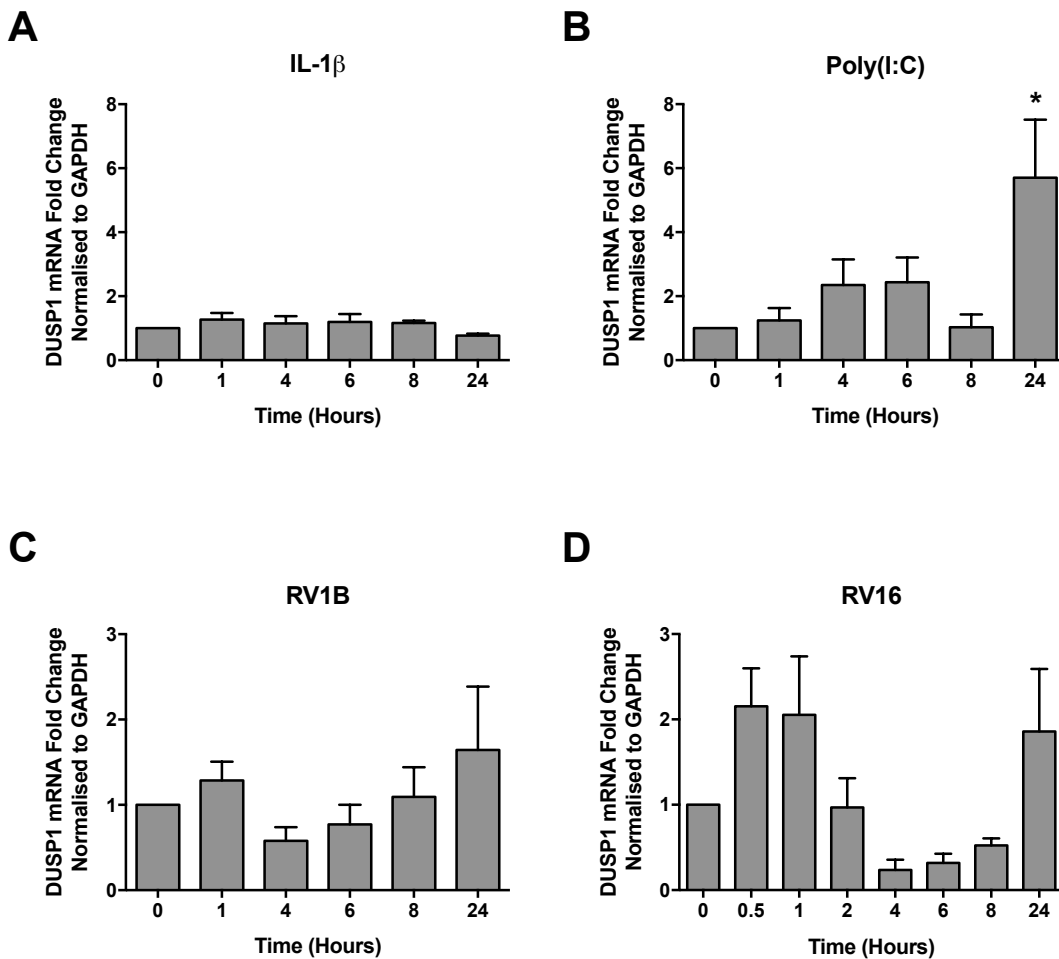 A
IL-1β
DUSP1 mRNA Fold Change
Normalised to GAPDH
8
6
4
2
0
0 1 4 6 8 24
Time (Hours)
B
Poly(I:C)
DUSP1 mRNA Fold Change
Normalised to GAPDH
8
6
4
2
0
*
0 1 4 6 8 24
Time (Hours)
C
RV1B
DUSP1 mRNA Fold Change
Normalised to GAPDH
3
2
1
0
0 1 4 6 8 24
Time (Hours)
D
RV16
DUSP1 mRNA Fold Change
Normalised to GAPDH
3
2
1
0
0 0.5 1 2 4 6 8 24
Time (Hours)